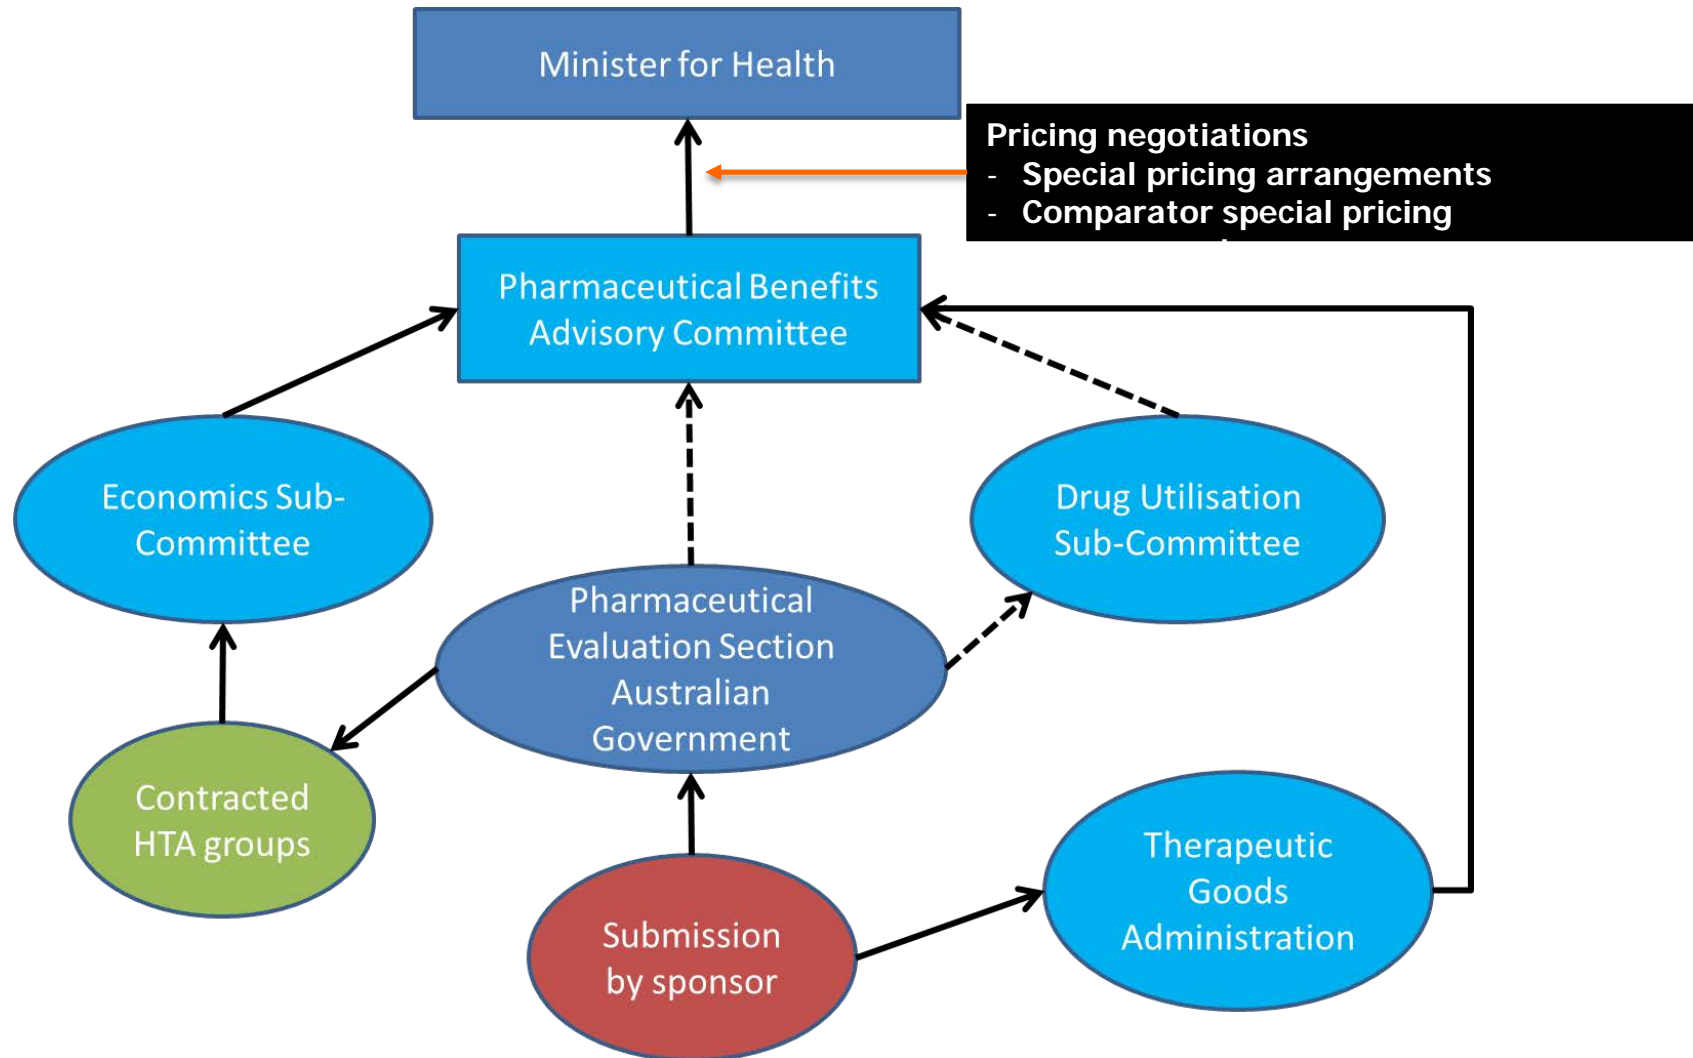 Minister for Health
Pricing negotiations
- Special pricing arrangements
- Comparator special pricing
Pharmaceutical Benefits
Advisory Committee
Economics Sub-
Committee
Drug Utilisation
Sub-Committee
Pharmaceutical
Evaluation Section
Australian
Government
Contracted
HTA groups
Therapeutic
Goods
Administration
Submission
by sponsor